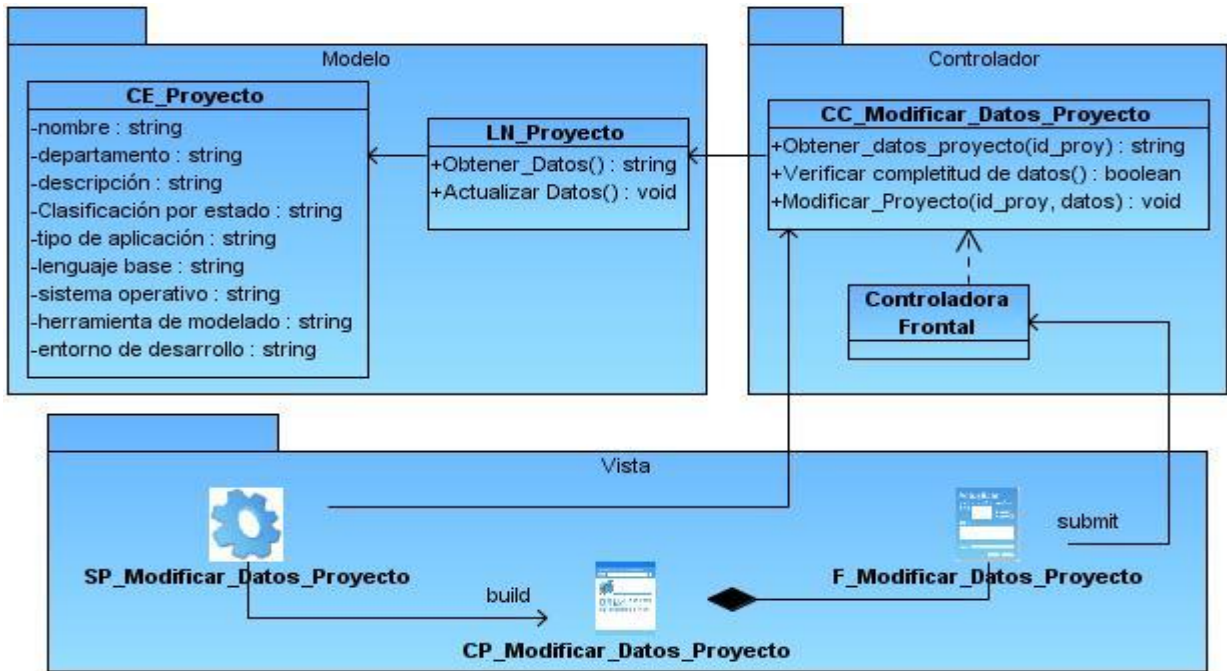 Modelo
CE_Proyecto
-nombre : string
-departamento : string
-descripción : string
-Clasificación por estado : string
-tipo de aplicación : string
-lenguaje base : string
-sistema operativo : string
-herramienta de modelado : string
-entorno de desarrollo : string
LN_Proyecto
+Obtener_Datos() : string
+Actualizar Datos() : void
Controlador
CC_Modificar_Datos_Proyecto
+Obtener_datos_proyecto(id_proy) : string
+Verificar completitud de datos() : boolean
+Modificar_Proyecto(id_proy, datos) : void
Controladora
Frontal
Vista
SP_Modificar_Datos_Proyecto
build
CP_Modificar_Datos_Proyecto
F_Modificar_Datos_Proyecto
submit